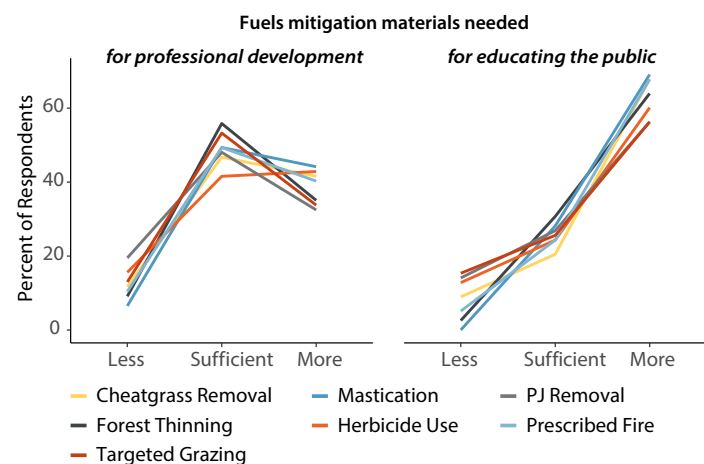 Fuels mitigation materials needed
for professional development
for educating the public
Percent of Respondents
60
40
20
0
Less Sufficient More
Less Sufficient More
Cheatgrass Removal Mastication PJ Removal
Forest Thinning Herbicide Use Prescribed Fire
Targeted Grazing